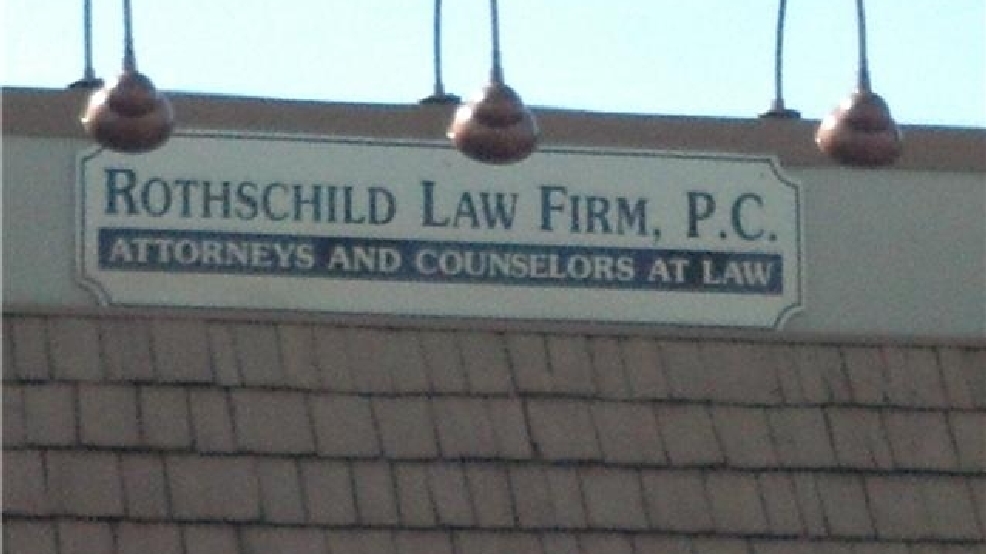 ROTHSCHILD LAW FIRM, P.C.
ATTORNEYS AND COUNSELORS AT LAW